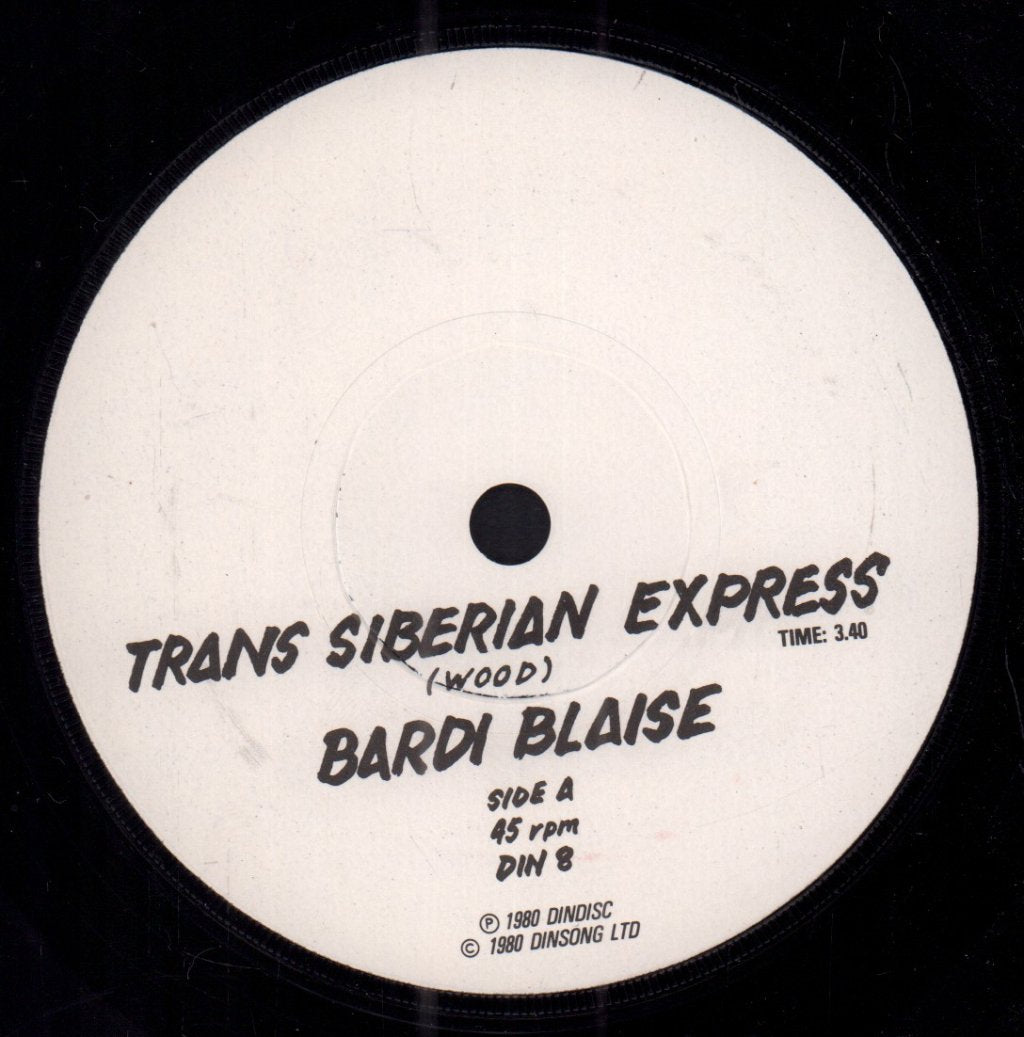 TRANS SIBERIAN EXPRESS
TIME: 3.40
(WOOD)
BARDI BLAISE
SIDE A
45 rpm
DIN 8
Ⓟ 1980 DINDISC
© 1980 DINSONG LTD